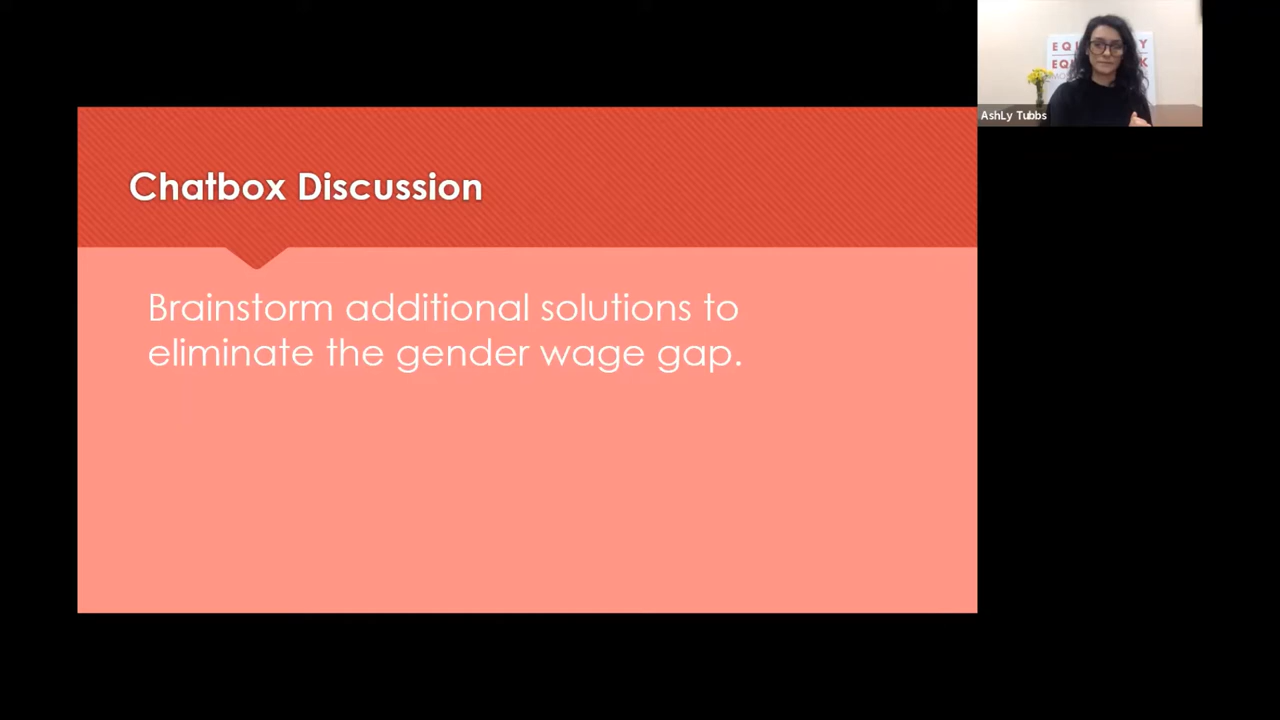 Chatbox Discussion
Brainstorm additional solutions to
eliminate the gender wage gap.
AshLy Tubbs